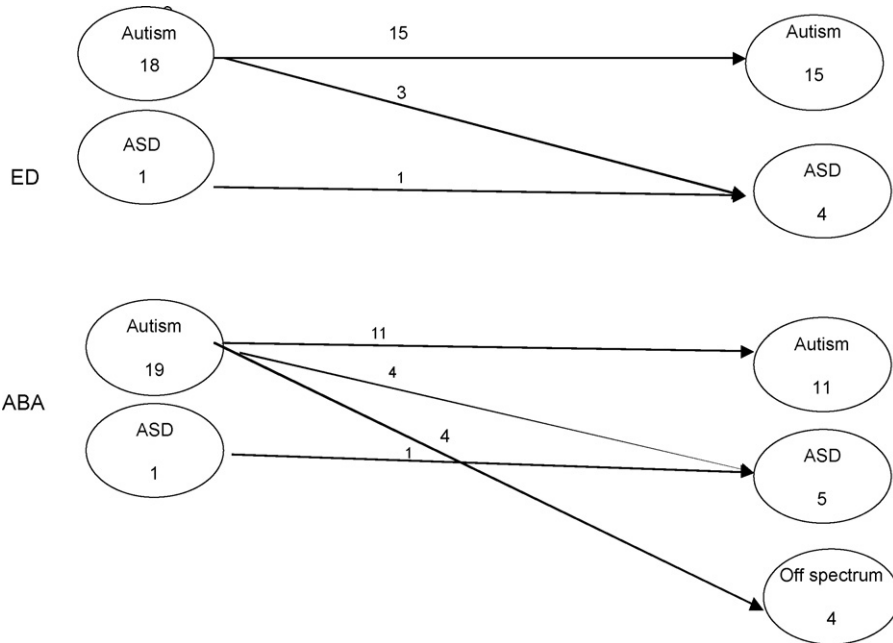 Autism
18
15
Autism
15
3
ED
ASD
1
1
ASD
4
Autism
19
11
Autism
11
4
ABA
ASD
1
4
1
ASD
5
Off spectrum
4